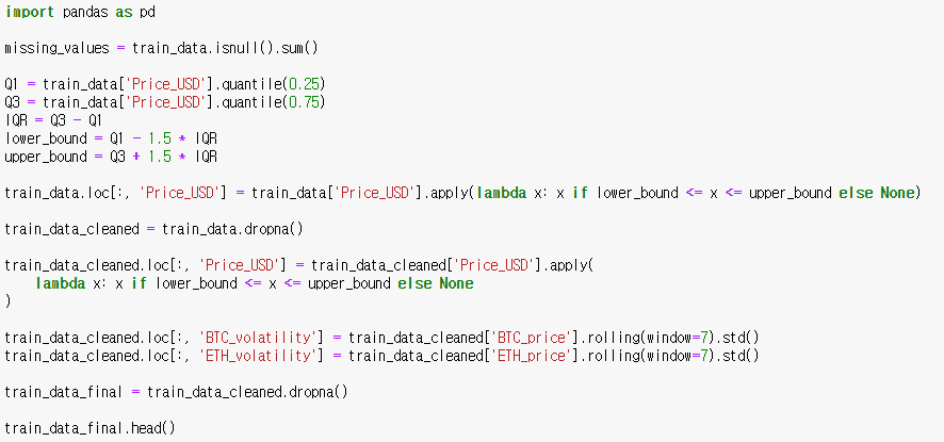 import pandas as pd
missing_values = train_data.isnull().sum()
Q1 = train_data['Price_USD'].quantile(0.25)
Q3 = train_data['Price_USD'].quantile(0.75)
IQR = Q3 - Q1
lower_bound = Q1 - 1.5 * IQR
upper_bound = Q3 + 1.5 * IQR
train_data.loc[:, 'Price_USD'] = train_data['Price_USD'].apply(lambda x: x if lower_bound <= x <= upper_bound else None)
train_data_cleaned = train_data.dropna()
train_data_cleaned.loc[:, 'Price_USD'] = train_data_cleaned['Price_USD'].apply(
    lambda x: x if lower_bound <= x <= upper_bound else None
)
train_data_cleaned.loc[:, 'BTC_volatility'] = train_data_cleaned['BTC_price'].rolling(window=7).std()
train_data_cleaned.loc[:, 'ETH_volatility'] = train_data_cleaned['ETH_price'].rolling(window=7).std()
train_data_final = train_data_cleaned.dropna()
train_data_final.head()